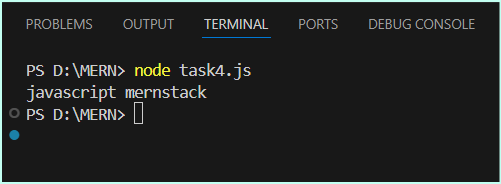 PROBLEMS OUTPUT TERMINAL PORTS DEBUG CONSOLE
PS D:\MERN> node task4.js
javascript mernstack
PS D:\MERN>